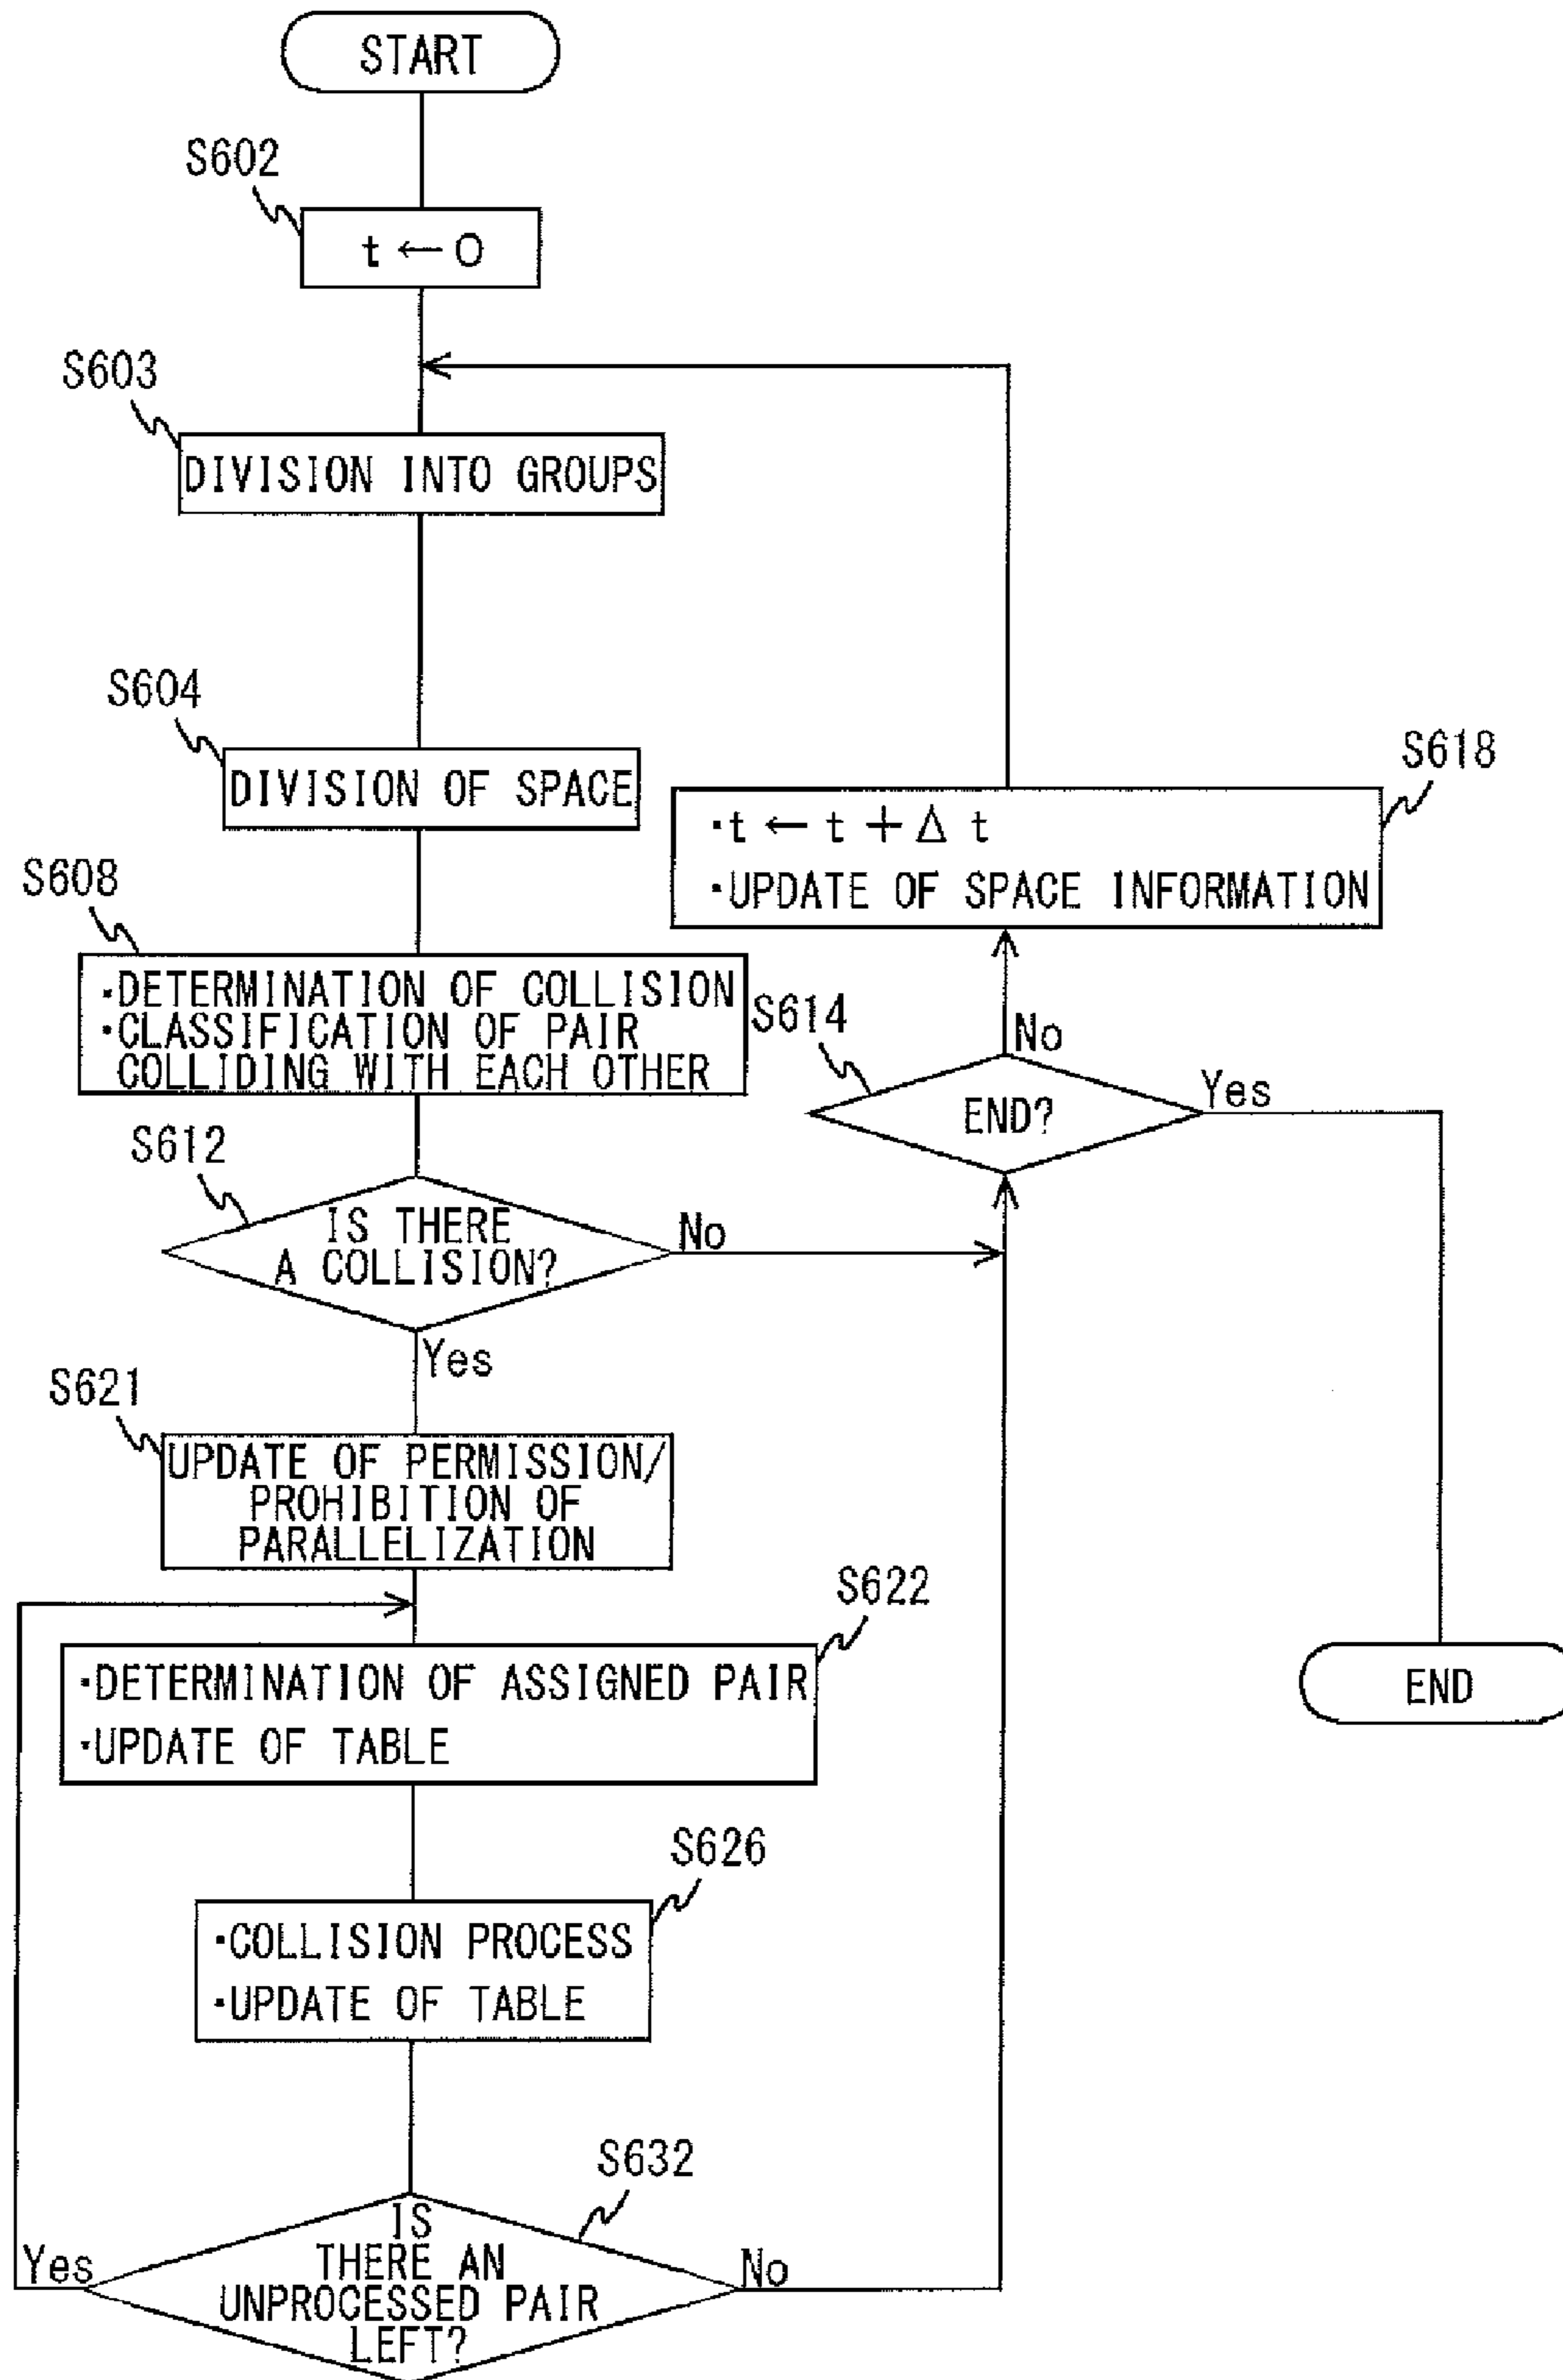 START
S602
t ← 0
S603
DIVISION INTO GROUPS
S604
DIVISION OF SPACE
S618
·t ← t + Δ t
·UPDATE OF SPACE INFORMATION
S608
·DETERMINATION OF COLLISION
·CLASSIFICATION OF PAIR
COLLIDING WITH EACH OTHER
S614
No
END?
Yes
S612
IS THERE
A COLLISION?
No
Yes
S621
UPDATE OF PERMISSION/
PROHIBITION OF
PARALLELIZATION
S622
·DETERMINATION OF ASSIGNED PAIR
·UPDATE OF TABLE
END
S626
·COLLISION PROCESS
·UPDATE OF TABLE
S632
IS
THERE AN
UNPROCESSED PAIR
LEFT?
Yes
No